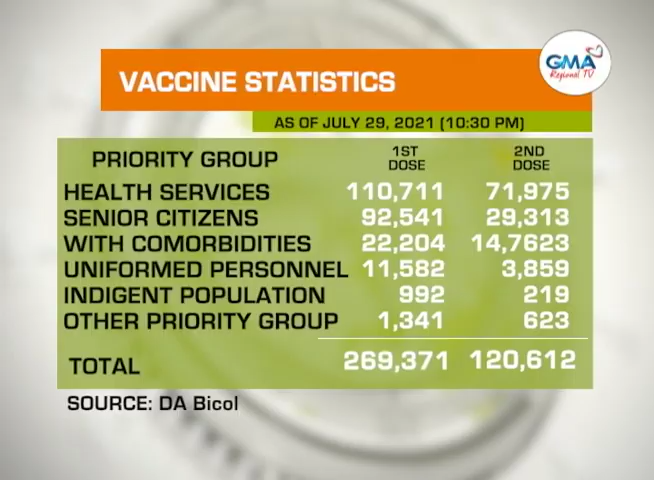 GMA
Regional TV
VACCINE STATISTICS
AS OF JULY 29, 2021 (10:30 PM)
PRIORITY GROUP 1ST DOSE 2ND DOSE
HEALTH SERVICES 110,711 71,975
SENIOR CITIZENS 92,541 29,313
WITH COMORBIDITIES 22,204 14,7623
UNIFORMED PERSONNEL 11,582 3,859
INDIGENT POPULATION 992 219
OTHER PRIORITY GROUP 1,341 623
TOTAL 269,371 120,612
SOURCE: DA Bicol